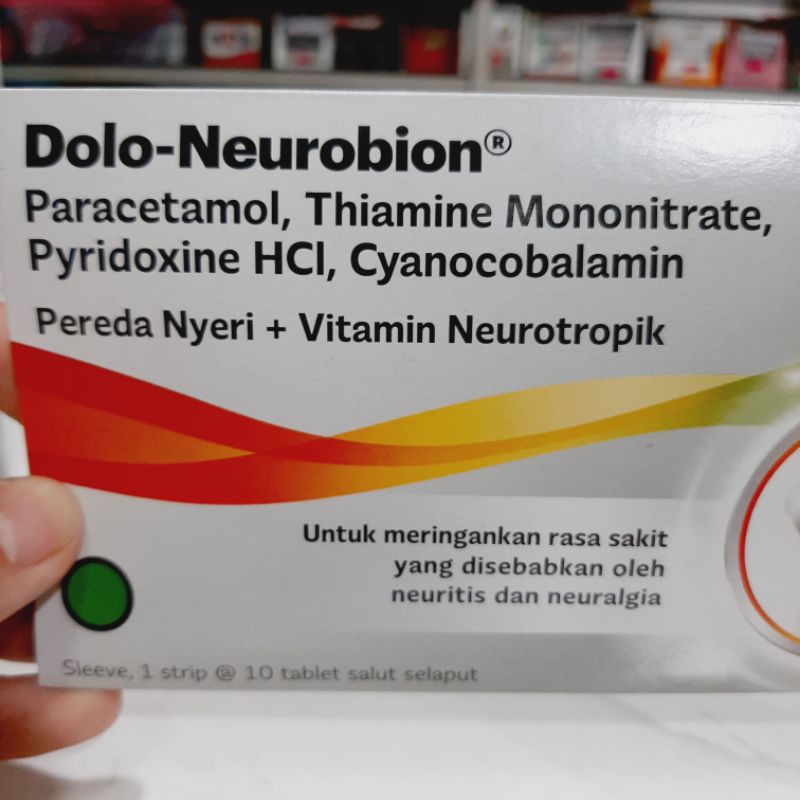 Dolo-Neurobion®
Paracetamol, Thiamine Mononitrate,
Pyridoxine HCl, Cyanocobalamin
Pereda Nyeri + Vitamin Neurotropik
Untuk meringankan rasa sakit
yang disebabkan oleh
neuritis dan neuralgia
Sleeve, 1 strip @ 10 tablet salut selaput